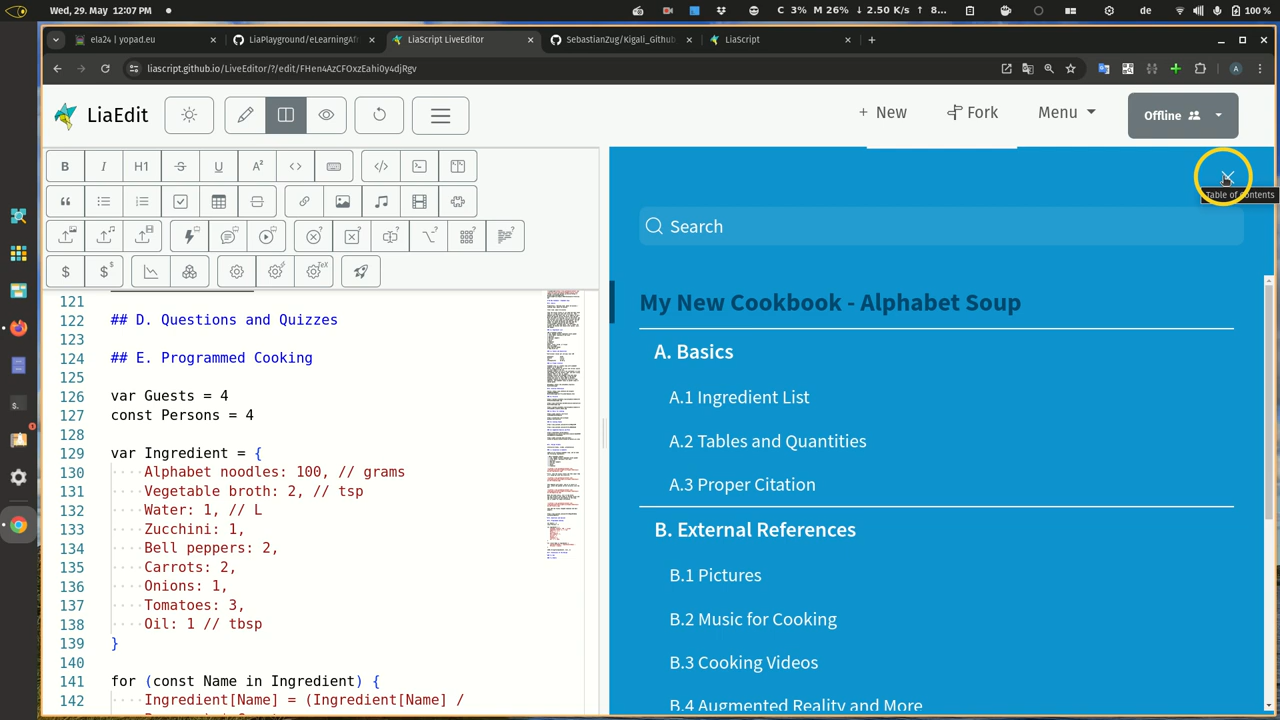 Wed, 29. May 12:07 PM
C 3% M 26% ↓ 2.50 K/s ↑ 8...
100 %
ela24 | yopad.eu
LiaPlayground/eLearningAfr
LiaScript LiveEditor
SebastianZug/Kigali_Github
LiaScript
liascript.github.io/LiveEditor/?/edit/FHen4AzCFOxzEahi0y4djRgv
A
LiaEdit
+ New
Fork
Menu
Offline
B I H1 S U A²
$ $
Table of Contents
Search
121
122 ## D. Questions and Quizzes
123
124 ## E. Programmed Cooking
125
126 var Guests = 4
127 const Persons = 4
128
129 = {
130 Alphabet noodles: 100, // grams
131 Vegetable broth: // tsp
132 Water: 1, // L
133 Zucchini: 1,
134 Bell peppers: 2,
135 Carrots: 2,
136 Onions: 1,
137 Tomatoes: 3,
138 Oil: 1 // tbsp
139 }
140
141 for (const Name in Ingredient) {
142 Ingredient[Name] = (Ingredient[Name] /
My New Cookbook - Alphabet Soup
A. Basics
A.1 Ingredient List
A.2 Tables and Quantities
A.3 Proper Citation
B. External References
B.1 Pictures
B.2 Music for Cooking
B.3 Cooking Videos
B.4 Augmented Reality and More